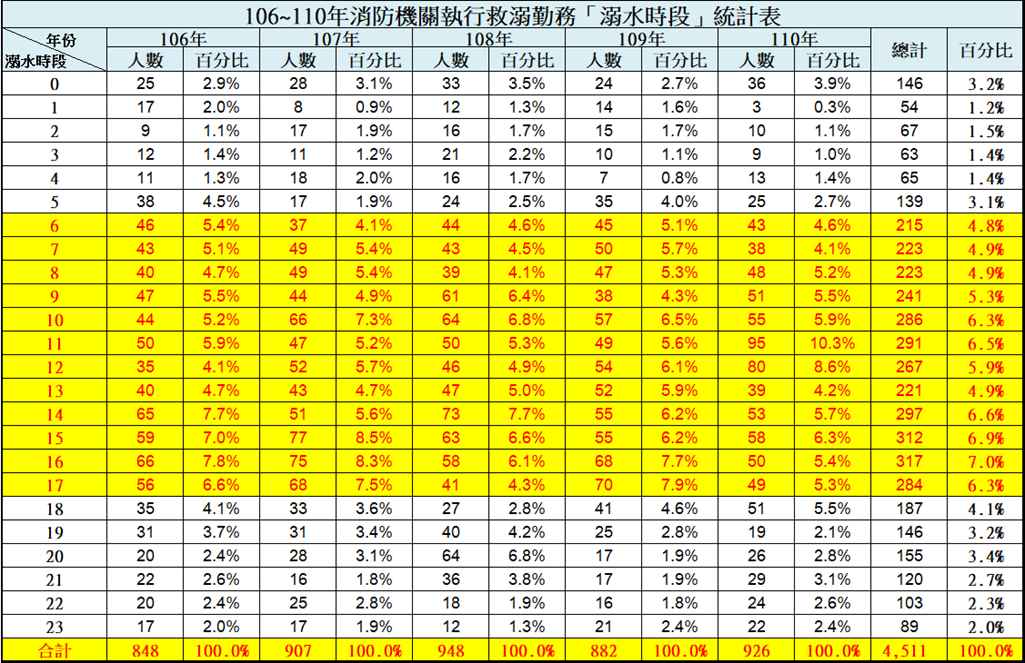 106~110年消防機關執行救溺勤務「溺水時段」統計表
年份 106年 107年 108年 109年 110年 總計 百分比
溺水時段 人數 百分比 人數 百分比 人數 百分比 人數 百分比 人數 百分比
0 25 2.9% 28 3.1% 33 3.5% 24 2.7% 36 3.9% 146 3.2%
1 17 2.0% 8 0.9% 12 1.3% 14 1.6% 3 0.3% 54 1.2%
2 9 1.1% 17 1.9% 16 1.7% 15 1.7% 10 1.1% 67 1.5%
3 12 1.4% 11 1.2% 21 2.2% 10 1.1% 9 1.0% 63 1.4%
4 11 1.3% 18 2.0% 16 1.7% 7 0.8% 13 1.4% 65 1.4%
5 38 4.5% 17 1.9% 24 2.5% 35 4.0% 25 2.7% 139 3.1%
6 46 5.4% 37 4.1% 44 4.6% 45 5.1% 43 4.6% 215 4.8%
7 43 5.1% 49 5.4% 43 4.5% 50 5.7% 38 4.1% 223 4.9%
8 40 4.7% 49 5.4% 39 4.1% 47 5.3% 48 5.2% 223 4.9%
9 47 5.5% 44 4.9% 61 6.4% 38 4.3% 51 5.5% 241 5.3%
10 44 5.2% 66 7.3% 64 6.8% 57 6.5% 55 5.9% 286 6.3%
11 50 5.9% 47 5.2% 50 5.3% 49 5.6% 95 10.3% 291 6.5%
12 35 4.1% 52 5.7% 46 4.9% 54 6.1% 80 8.6% 267 5.9%
13 40 4.7% 43 4.7% 47 5.0% 52 5.9% 39 4.2% 221 4.9%
14 65 7.7% 51 5.6% 73 7.7% 55 6.2% 53 5.7% 297 6.6%
15 59 7.0% 77 8.5% 63 6.6% 55 6.2% 58 6.3% 312 6.9%
16 66 7.8% 75 8.3% 58 6.1% 68 7.7% 50 5.4% 317 7.0%
17 56 6.6% 68 7.5% 41 4.3% 70 7.9% 49 5.3% 284 6.3%
18 35 4.1% 33 3.6% 27 2.8% 41 4.6% 51 5.5% 187 4.1%
19 31 3.7% 31 3.4% 40 4.2% 25 2.8% 19 2.1% 146 3.2%
20 20 2.4% 28 3.1% 64 6.8% 17 1.9% 26 2.8% 155 3.4%
21 22 2.6% 16 1.8% 36 3.8% 17 1.9% 29 3.1% 120 2.7%
22 20 2.4% 25 2.8% 18 1.9% 16 1.8% 24 2.6% 103 2.3%
23 17 2.0% 17 1.9% 12 1.3% 21 2.4% 22 2.4% 89 2.0%
合計 848 100.0% 907 100.0% 948 100.0% 882 100.0% 926 100.0% 4,511 100.0%